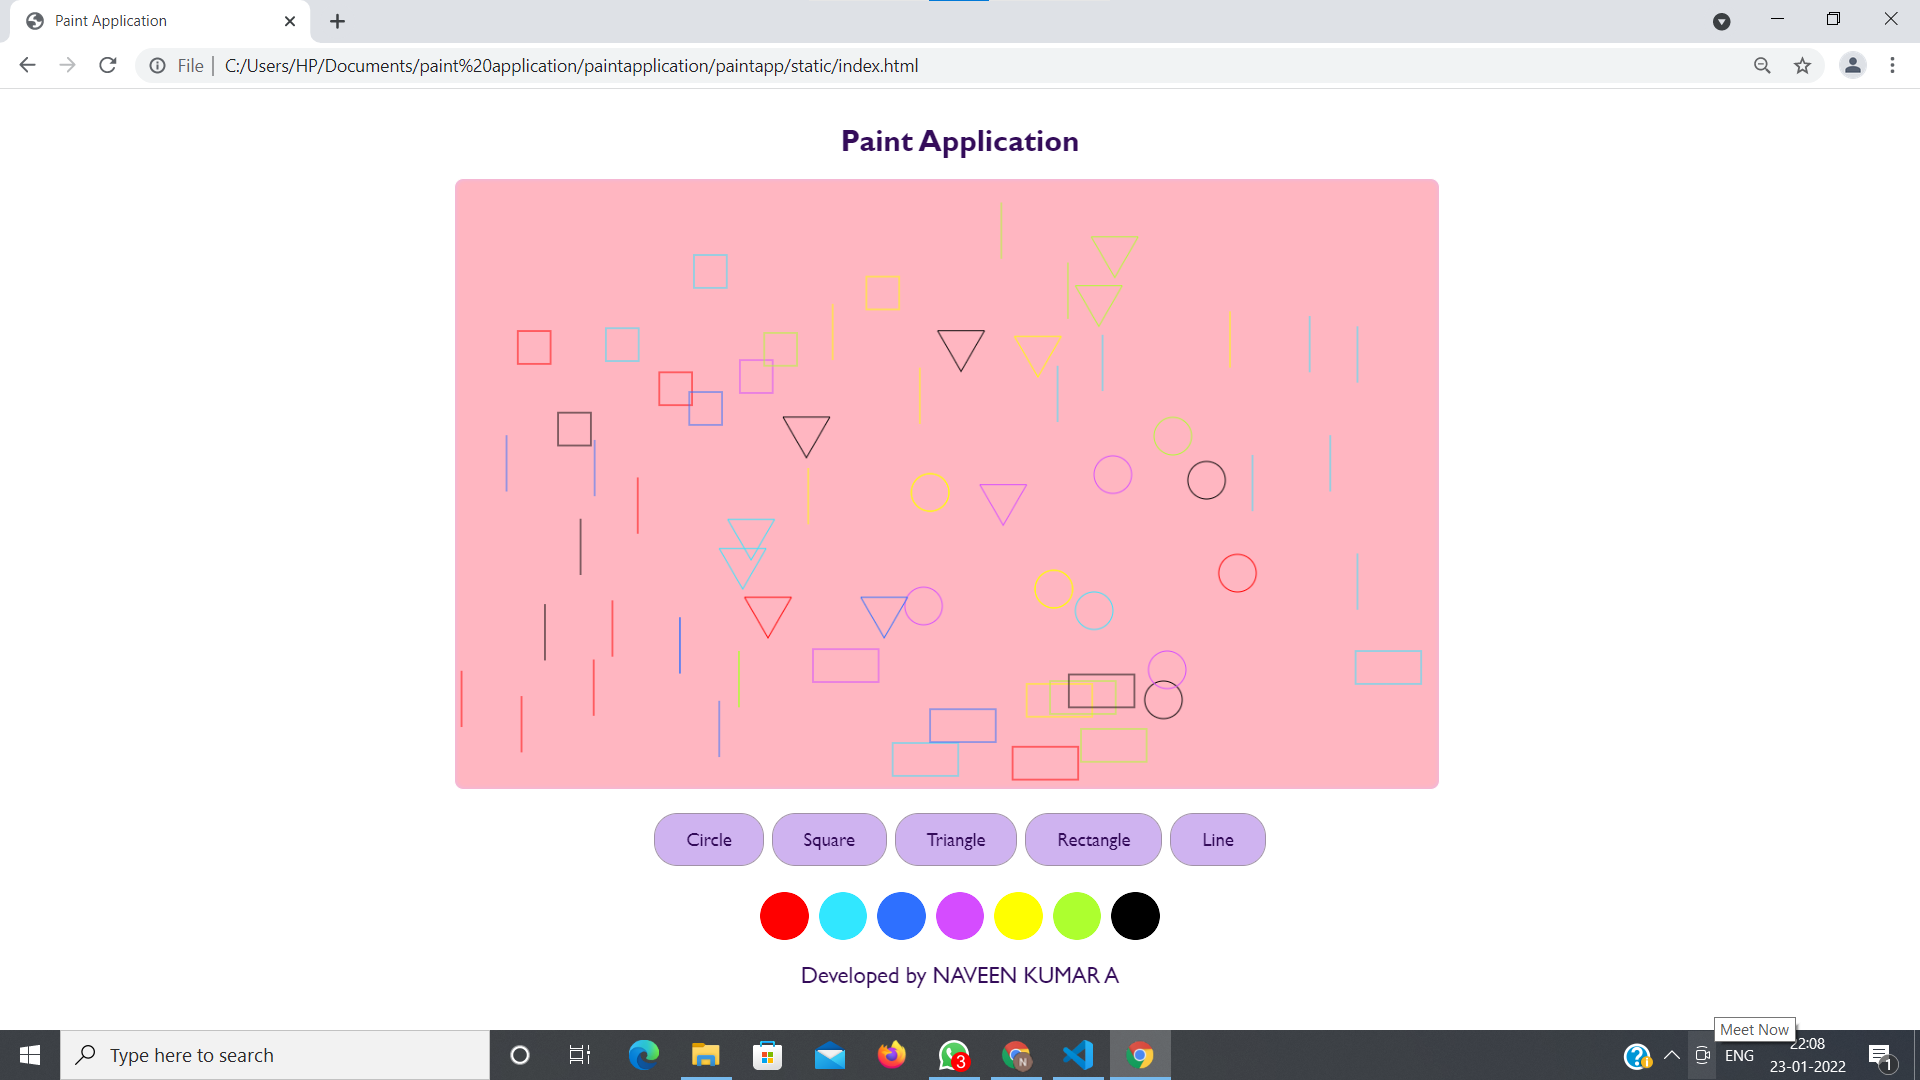 Paint Application
File | C:/Users/HP/Documents/paint%20application/paintapplication/paintapp/static/index.html
Paint Application
Circle Square Triangle Rectangle Line
Developed by NAVEEN KUMAR A
Meet Now
Type here to search
3
N
ENG
22:08
23-01-2022
1